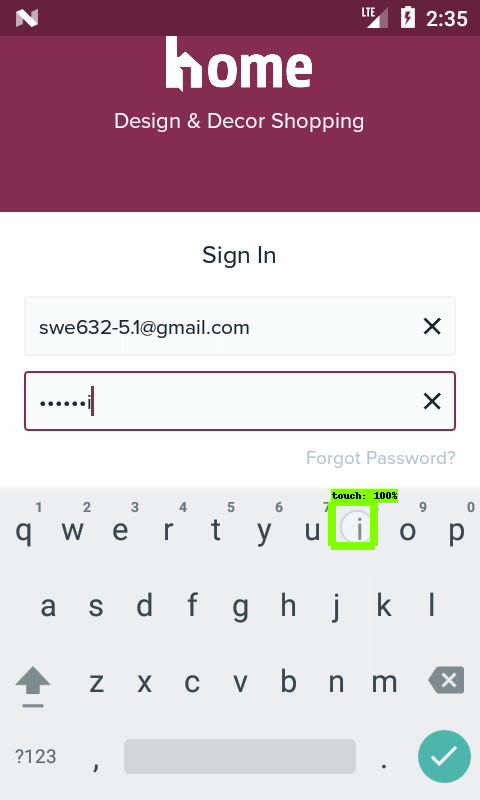 LTE 2:35
home
Design & Decor Shopping
Sign In
swe632-5.1@gmail.com
••••••i
Forgot Password?
touch: 100%
1 2 3 4 5 6 7 9 0
q w e r t y u i o p
a s d f g h j k l
z x c v b n m
?123 , .